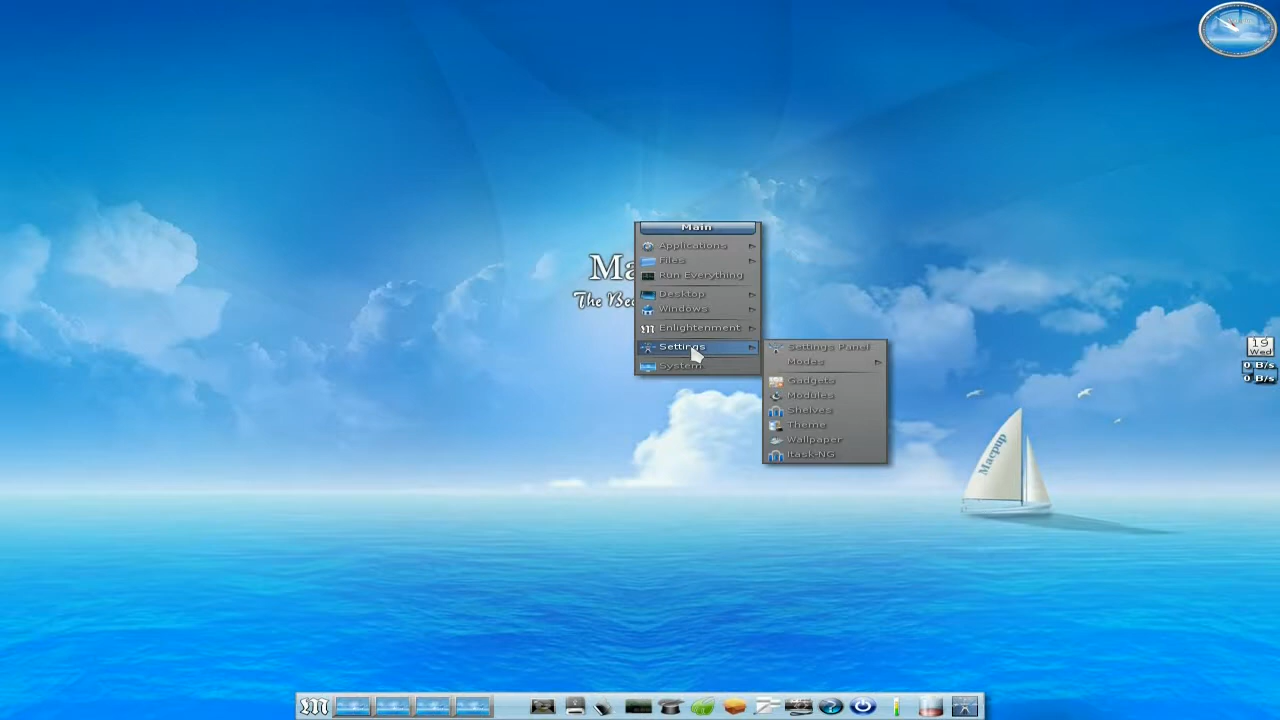 Main
Applications
Files
Run Everything
Desktop
Windows
Enlightenment
Settings
System
Settings Panel
Modes
Gadgets
Modules
Shelves
Theme
Wallpaper
Itask-NG
Ma
The
19
Wed
0 B/s
0 B/s
Macpup
M